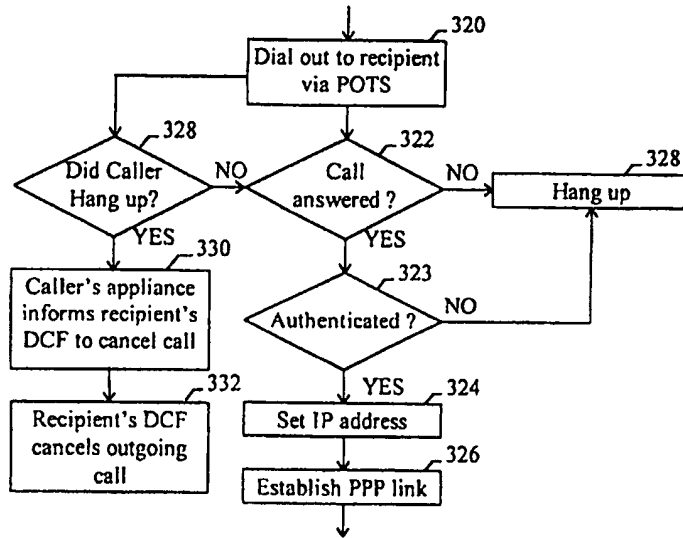 320
Dial out to recipient
via POTS
328
Did Caller
Hang up?
NO
322
Call
answered ?
NO
328
Hang up
YES
YES
330
Caller's appliance
informs recipient's
DCF to cancel call
323
Authenticated ?
NO
332
Recipient's DCF
cancels outgoing
call
YES
324
Set IP address
326
Establish PPP link